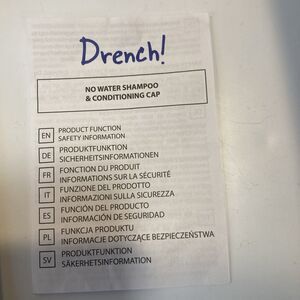 Drench!
NO WATER SHAMPOO
& CONDITIONING CAP
EN PRODUCT FUNCTION
SAFETY INFORMATION
DE PRODUKTFUNKTION
SICHERHEITSINFORMATIONEN
FR FONCTION DU PRODUIT
INFORMATIONS SUR LA SÉCURITÉ
IT FUNZIONE DEL PRODOTTO
INFORMAZIONI SULLA SICUREZZA
ES FUNCIÓN DEL PRODUCTO
INFORMACIÓN DE SEGURIDAD
PL FUNKCJA PRODUKTU
INFORMACJE DOTYCZĄCE BEZPIECZEŃSTWA
SV PRODUKTFUNKTION
SÄKERHETSINFORMATION